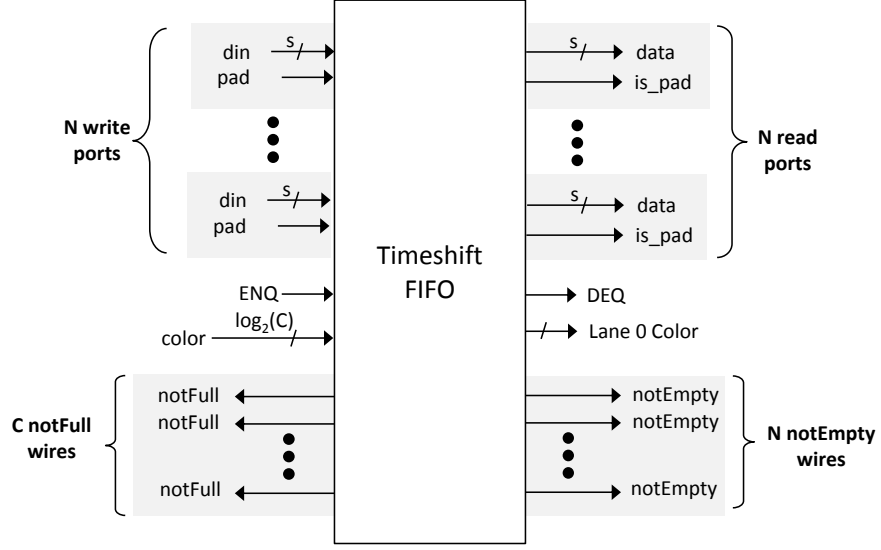 din
s
pad
N write
ports
din
s
pad
ENQ
log₂(C)
color
notFull
notFull
C notFull
wires
notFull
Timeshift
FIFO
s
data
is_pad
N read
ports
s
data
is_pad
DEQ
Lane 0 Color
notEmpty
notEmpty
N notEmpty
wires
notEmpty